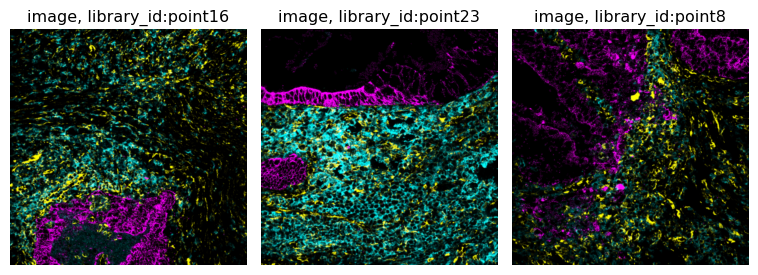 image, library_id:point16
image, library_id:point23
image, library_id:point8